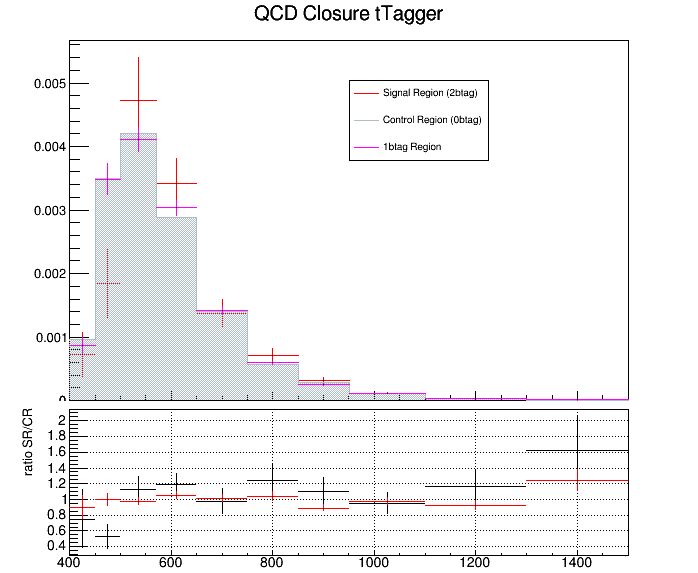 QCD Closure tTagger
0.005
0.004
0.003
0.002
0.001
0
Signal Region (2btag)
Control Region (0btag)
1btag Region
ratio SR/CR
2
1.8
1.6
1.4
1.2
1
0.8
0.6
0.4
400 600 800 1000 1200 1400